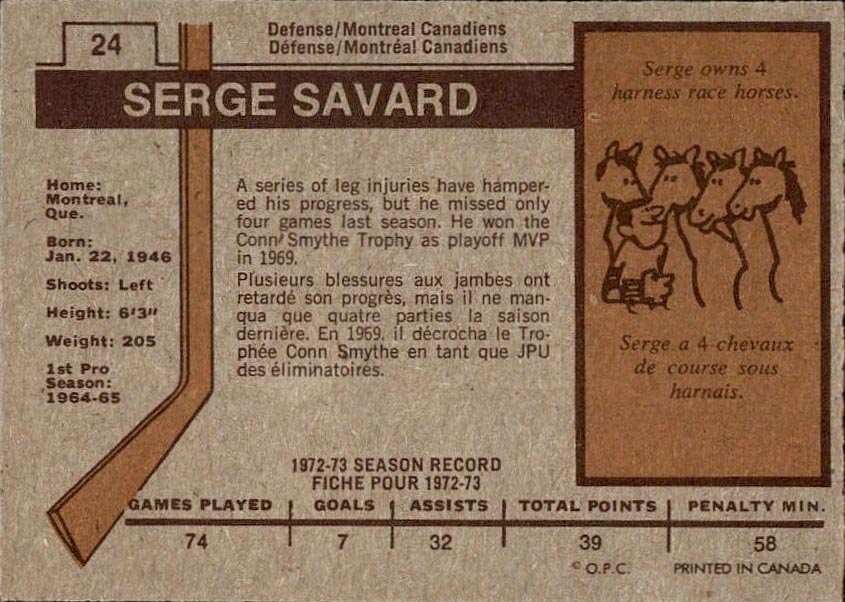 24
Defense/Montreal Canadiens
Défense/Montréal Canadiens
SERGE SAVARD
Home:
Montreal,
Que.
Born:
Jan. 22, 1946
Shoots: Left
Height: 6'3"
Weight: 205
1st Pro
Season:
1964-65
A series of leg injuries have hamper-
ed his progress, but he missed only
four games last season. He won the
Conn Smythe Trophy as playoff MVP
in 1969.
Plusieurs blessures aux jambes ont
retardé son progrès, mais il ne man-
qua que quatre parties la saison
dernière. En 1969, il décrocha le Tro-
phée Conn Smythe en tant que JPU
des éliminatoires.
Serge owns 4
harness race horses.
Serge a 4 chevaux
de course sous
harnais.
1972-73 SEASON RECORD
FICHE POUR 1972-73
GAMES PLAYED GOALS ASSISTS TOTAL POINTS PENALTY MIN.
74 7 32 39 58
© O.P.C. PRINTED IN CANADA